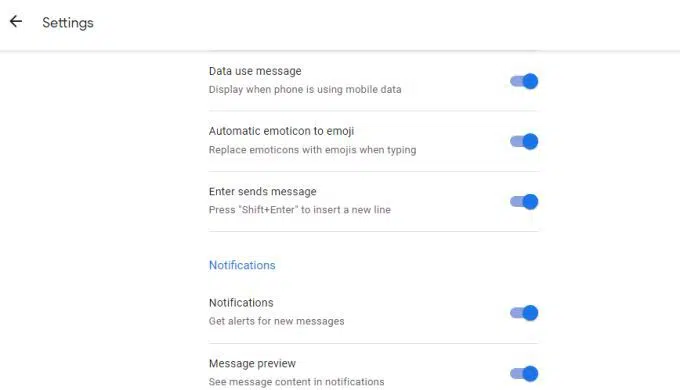 Settings
Data use message
Display when phone is using mobile data
Automatic emoticon to emoji
Replace emoticons with emojis when typing
Enter sends message
Press "Shift+Enter" to insert a new line
Notifications
Notifications
Get alerts for new messages
Message preview
See message content in notifications